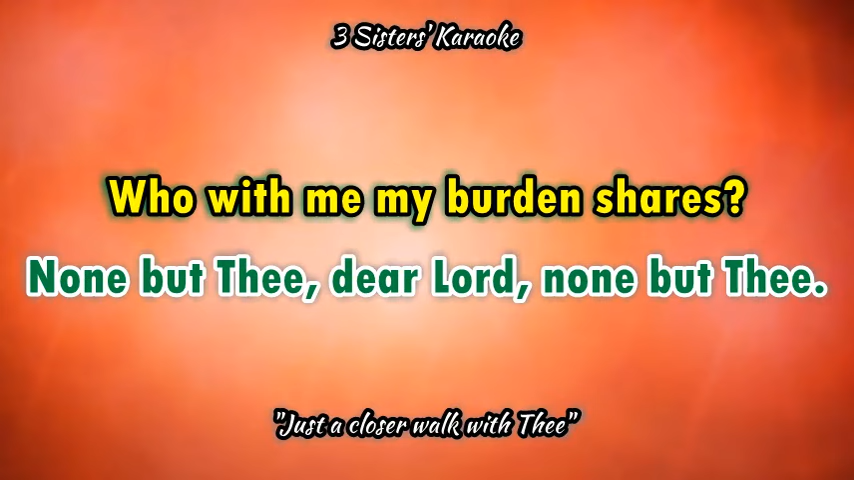 3 Sisters' Karaoke
Who with me my burden shares?
None but Thee, dear Lord, none but Thee.
"Just a closer walk with Thee"